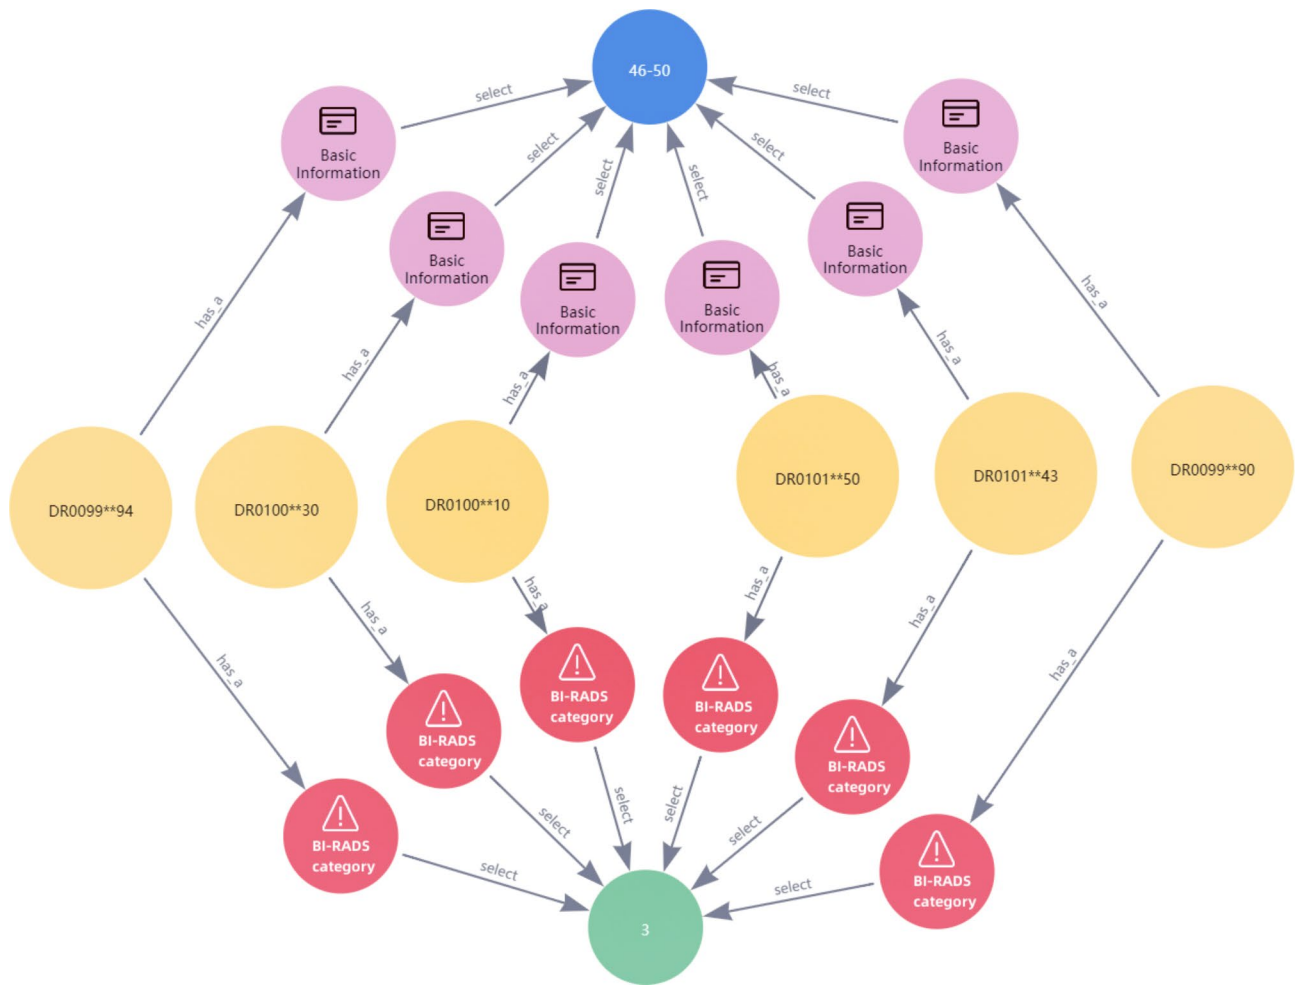 46-50
select
select
select
select
select
select
Basic
Information
Basic
Information
Basic
Information
Basic
Information
Basic
Information
Basic
Information
has_a
has_a
has_a
has_a
has_a
has_a
DR0099**94
DR0100**30
DR0100**10
DR0101**50
DR0101**43
DR0099**90
has_a
has_a
has_a
has_a
has_a
has_a
BI-RADS
category
BI-RADS
category
BI-RADS
category
BI-RADS
category
BI-RADS
category
BI-RADS
category
select
select
select
select
select
select
3